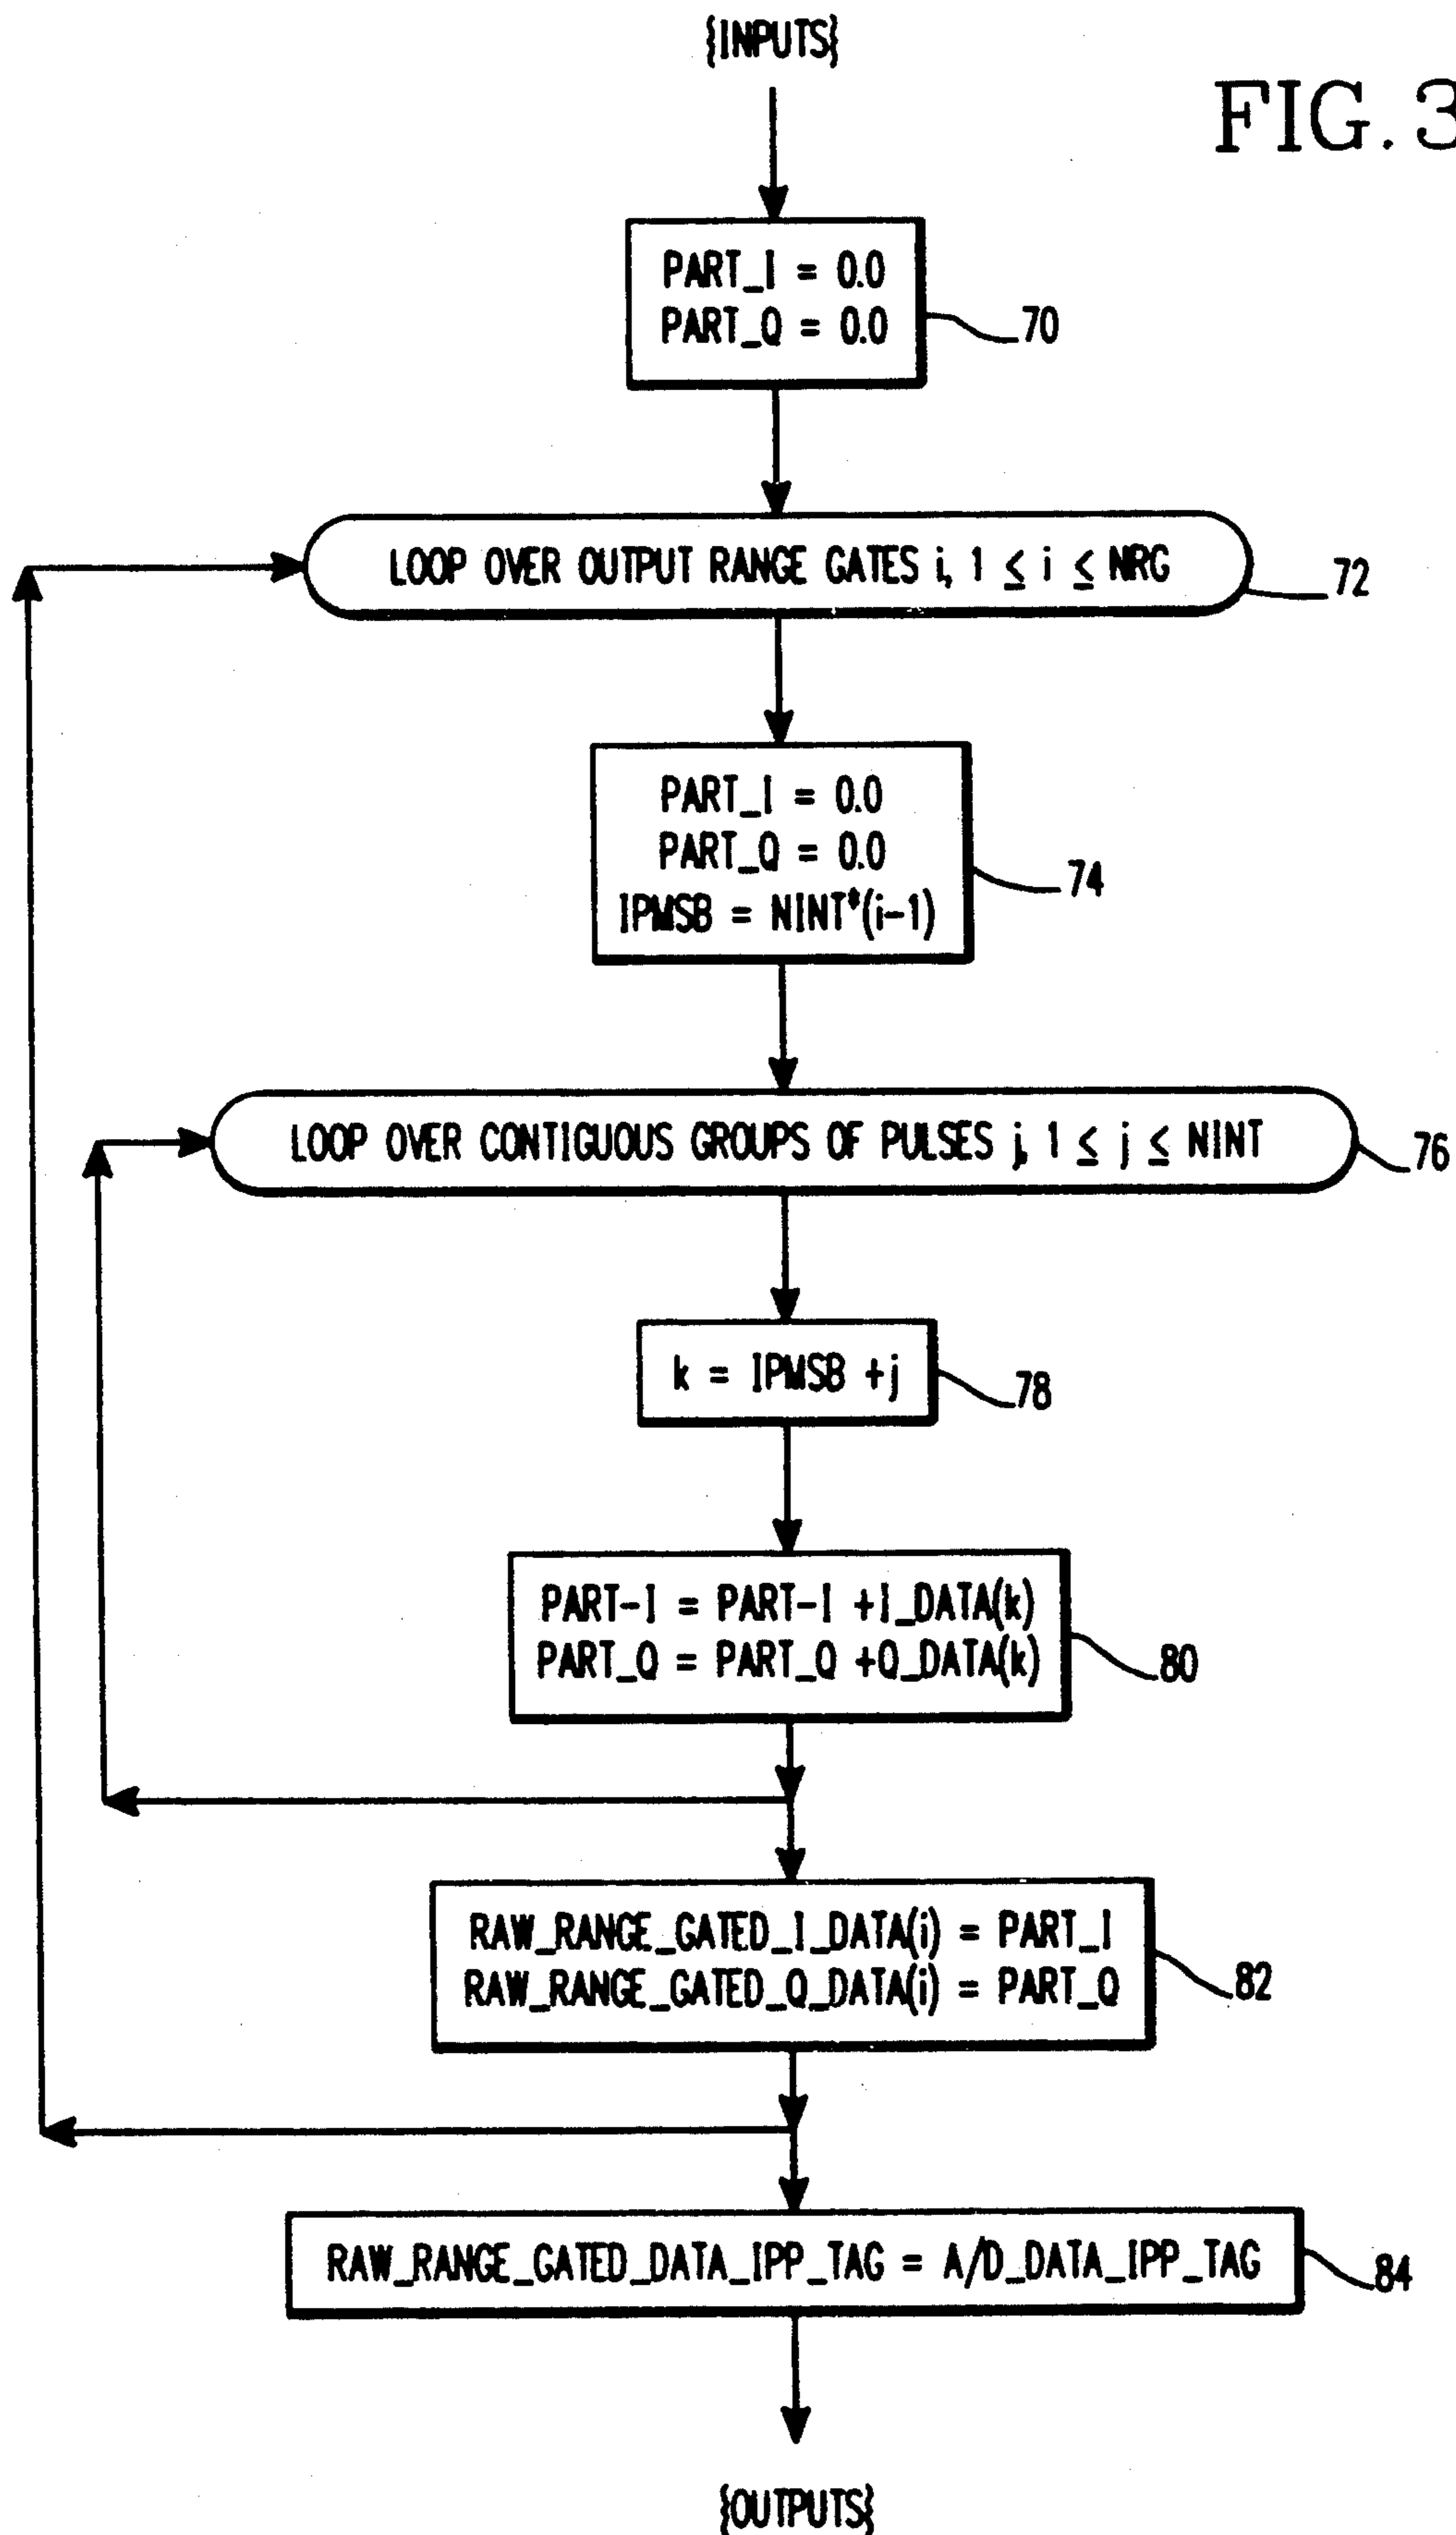 {INPUTS}
FIG. 3
PART_I = 0.0
PART_Q = 0.0
70
LOOP OVER OUTPUT RANGE GATES i, 1 ≤ i ≤ NRG
72
PART_I = 0.0
PART_Q = 0.0
IPMSB = NINT*(i-1)
74
LOOP OVER CONTIGUOUS GROUPS OF PULSES j, 1 ≤ j ≤ NINT
76
k = IPMSB +j
78
PART-I = PART-I +I_DATA(k)
PART_Q = PART_Q +Q_DATA(k)
80
RAW_RANGE_GATED_I_DATA(i) = PART_I
RAW_RANGE_GATED_Q_DATA(i) = PART_Q
82
RAW_RANGE_GATED_DATA_IPP_TAG = A/D_DATA_IPP_TAG
84
{OUTPUTS}